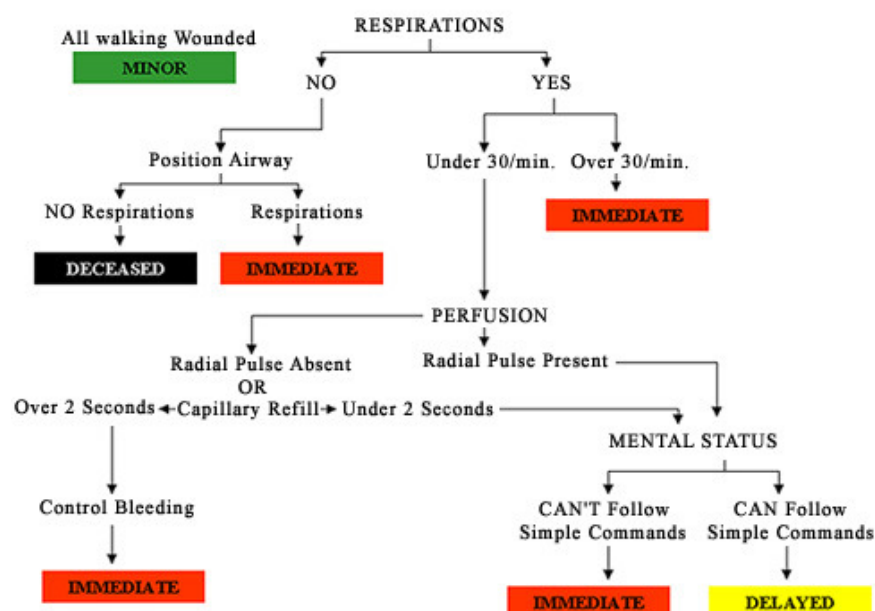 RESPIRATIONS
All walking Wounded
MINOR
NO
YES
Position Airway
Under 30/min.
Over 30/min.
NO Respirations
Respirations
IMMEDIATE
DECEASED
IMMEDIATE
PERFUSION
Radial Pulse Absent
Radial Pulse Present
OR
Over 2 Seconds
Capillary Refill
Under 2 Seconds
MENTAL STATUS
Control Bleeding
CAN'T Follow
Simple Commands
CAN Follow
Simple Commands
IMMEDIATE
IMMEDIATE
DELAYED